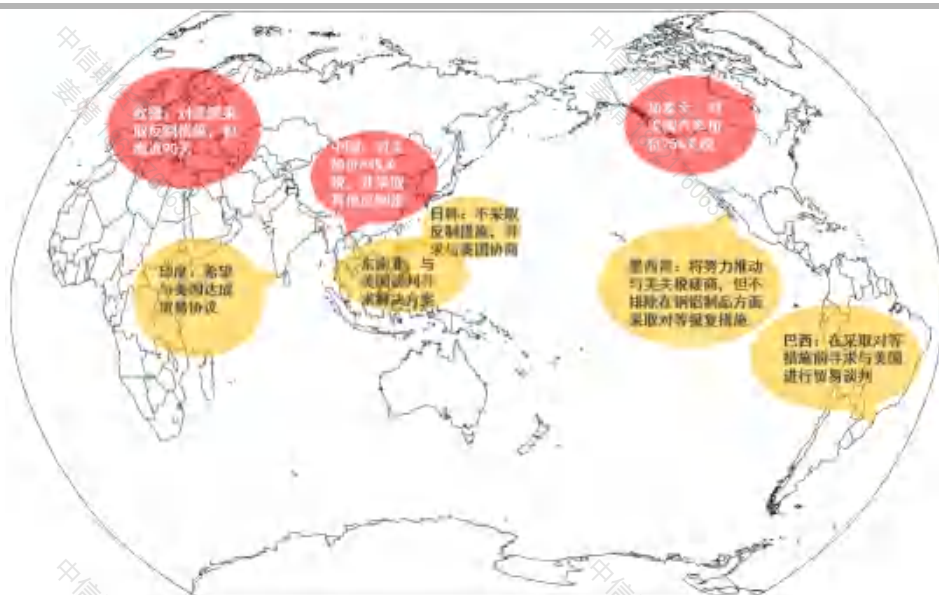 欧盟：对美国采
取反制措施，但
推迟90天
中国：对美
加征
税，并采取
其他反制措
加拿大：对
美国汽车加
征25%关税
日韩：不采取
反制措施，寻
求与美国协商
印度：希望
与美国达成
贸易协议
东南亚：与
美国谈判寻
求解决方案
墨西哥：将努力推动
与美关税磋商，但不
排除在钢铝制品方面
采取对等报复措施
巴西：在采取对等
措施前寻求与美国
进行贸易谈判